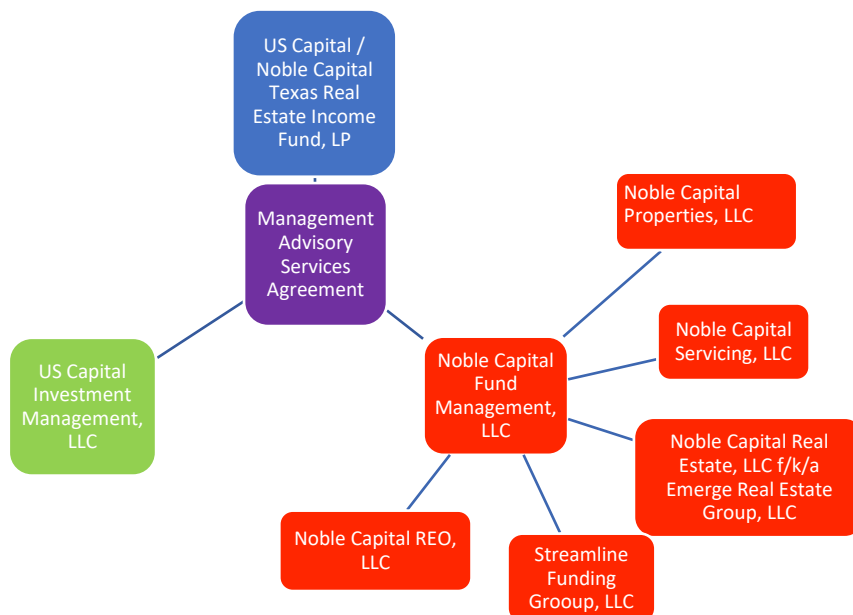 US Capital /
Noble Capital
Texas Real
Estate Income
Fund, LP
Management
Advisory
Services
Agreement
US Capital
Investment
Management,
LLC
Noble Capital
Properties, LLC
Noble Capital
Servicing, LLC
Noble Capital
Fund
Management,
LLC
Noble Capital Real
Estate, LLC f/k/a
Emerge Real Estate
Group, LLC
Noble Capital REO,
LLC
Streamline
Funding
Grooup, LLC